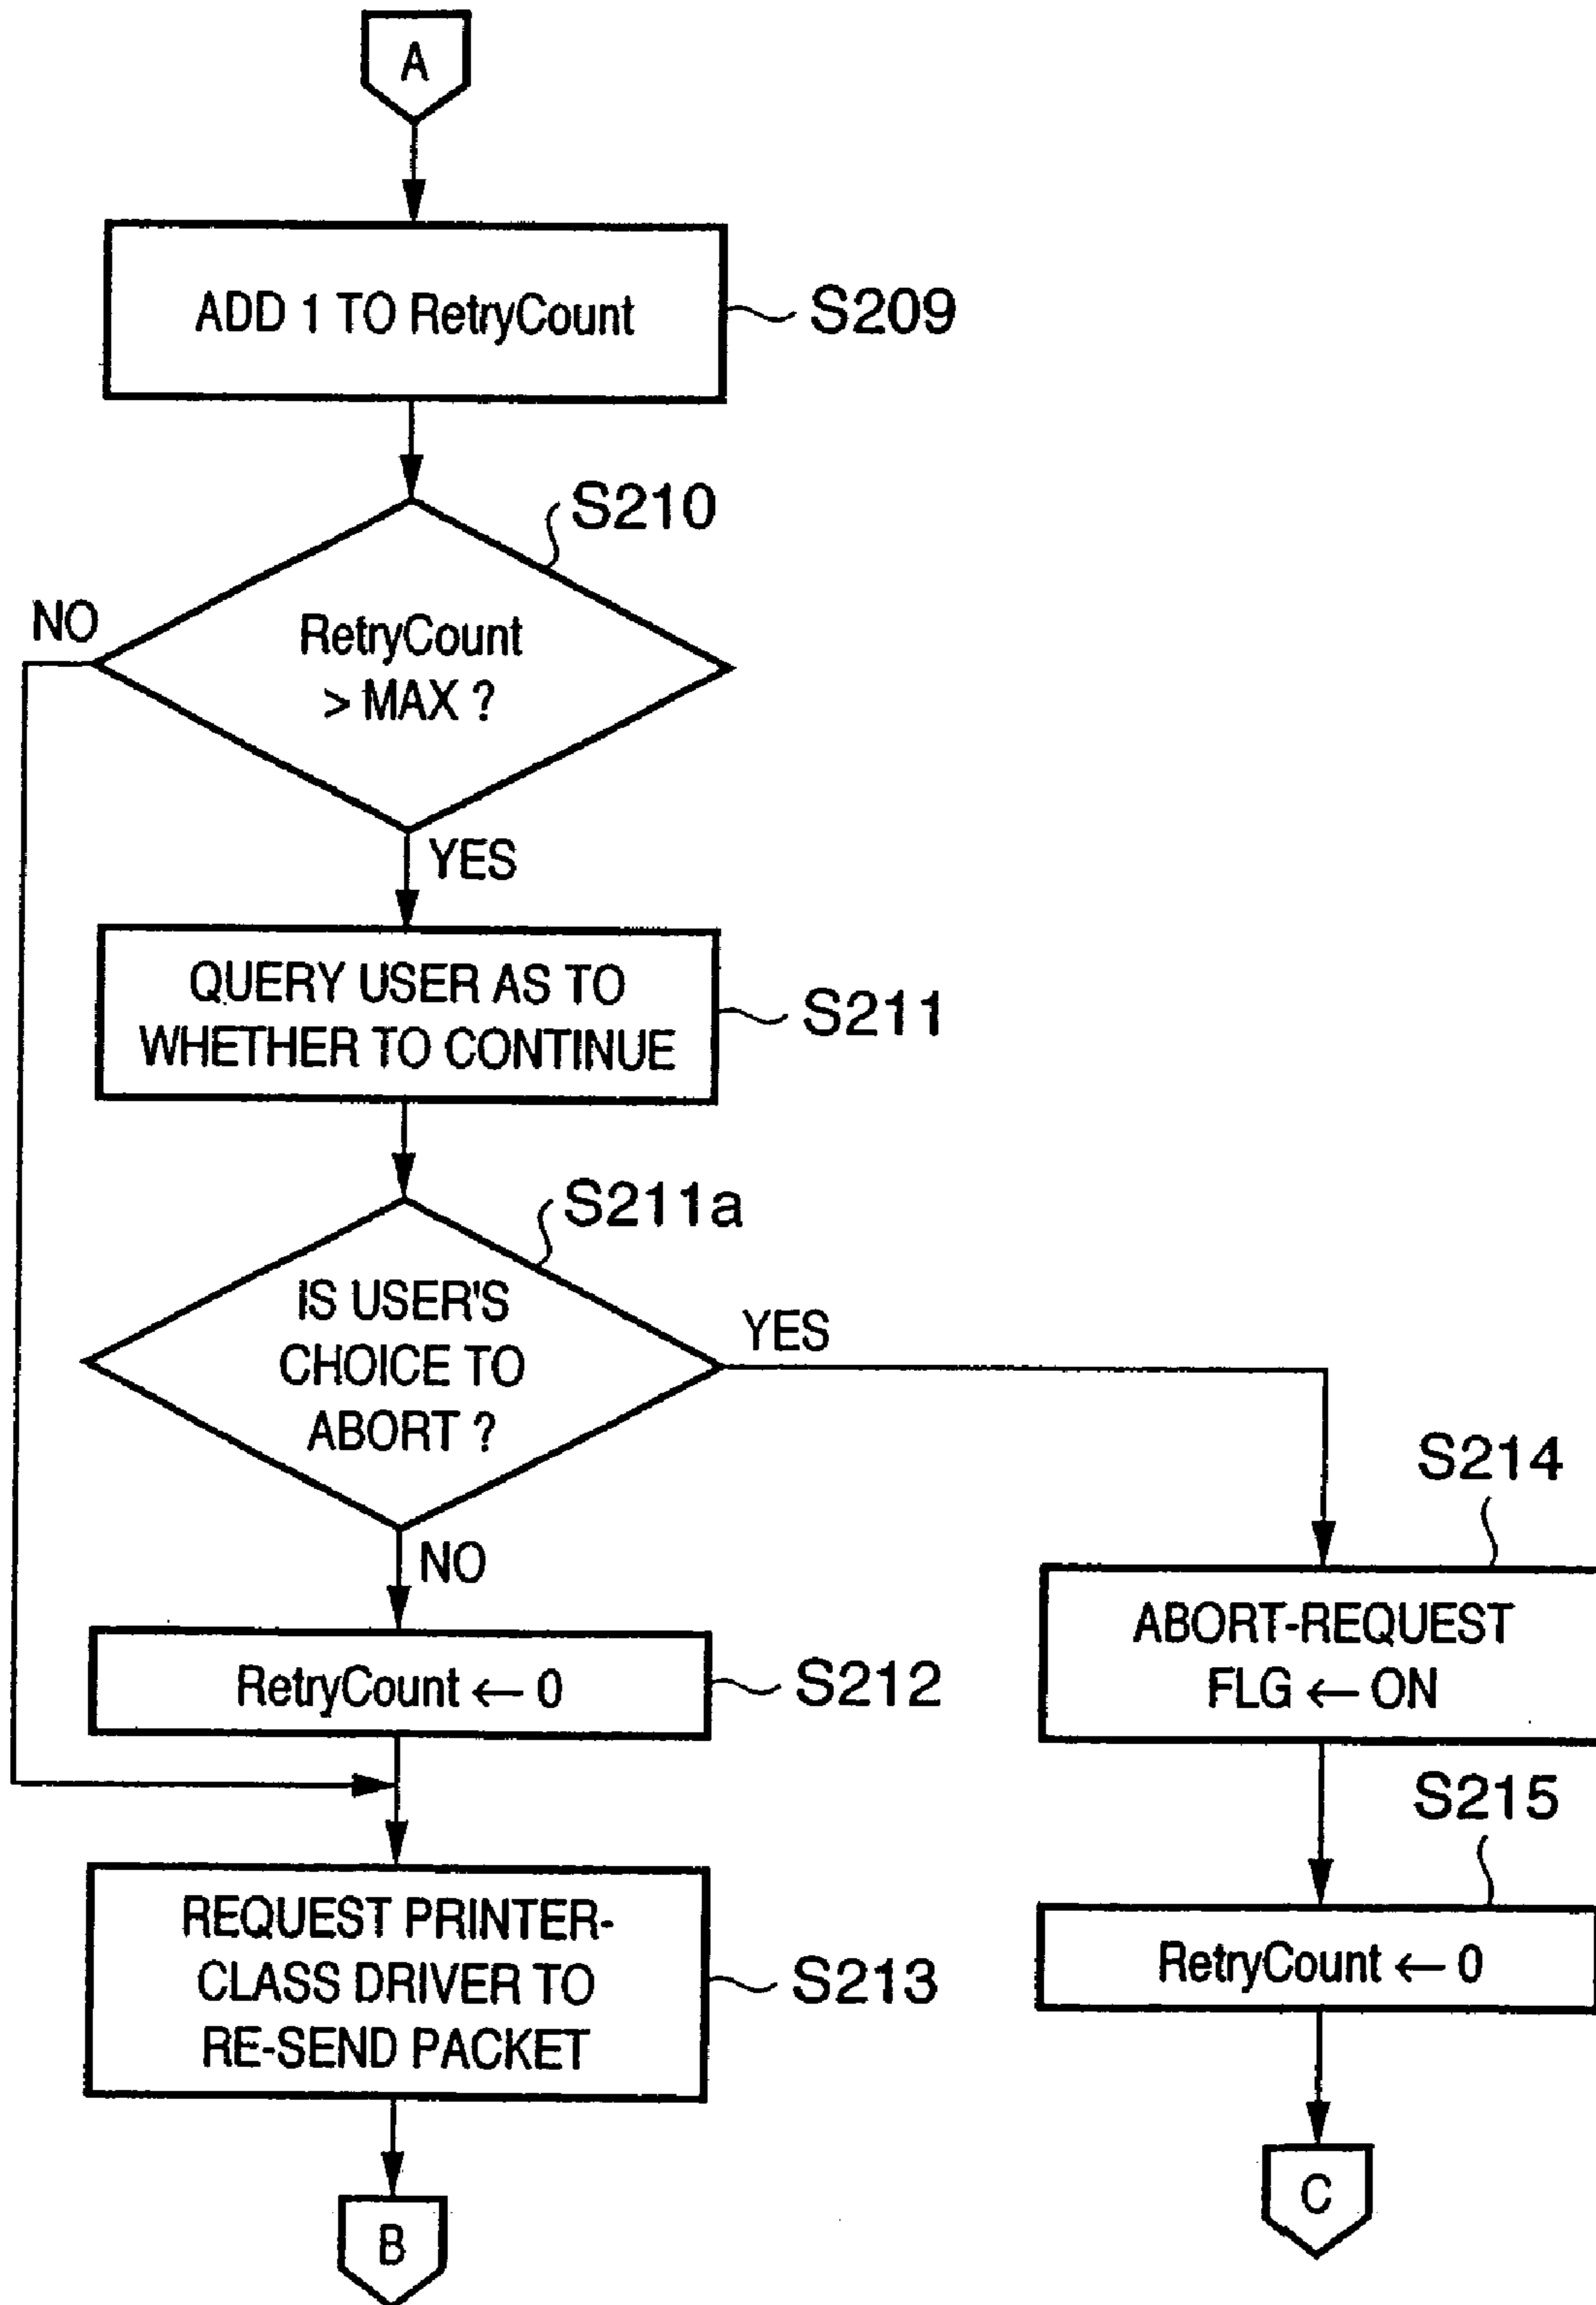 A
ADD 1 TO RetryCount
S209
S210
NO
RetryCount
> MAX ?
YES
QUERY USER AS TO
WHETHER TO CONTINUE
S211
S211a
IS USER'S
CHOICE TO
ABORT ?
YES
NO
S214
ABORT-REQUEST
FLG ← ON
RetryCount ← 0
S212
S215
RetryCount ← 0
REQUEST PRINTER-
CLASS DRIVER TO
RE-SEND PACKET
S213
C
B